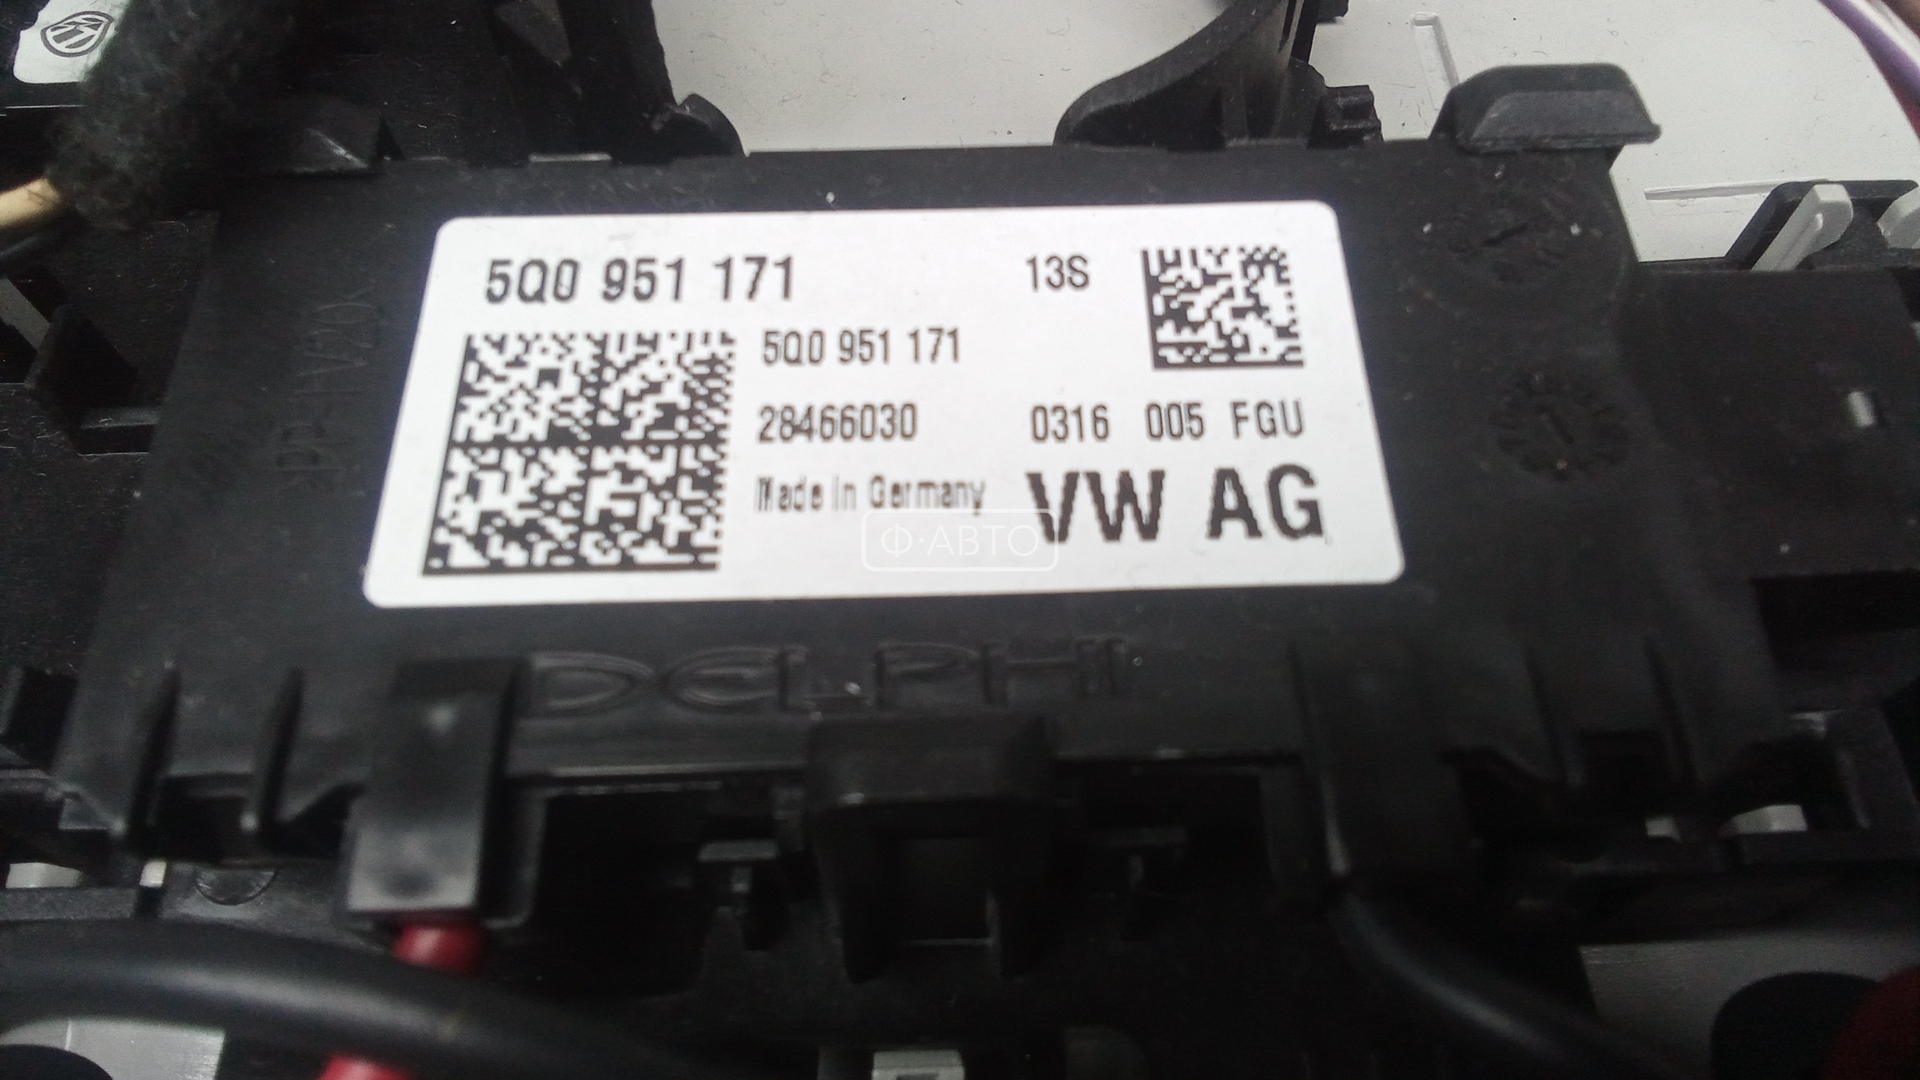 5Q0 951 171 13S
5Q0 951 171
28466030 0316 005 FGU
Made in Germany VW AG
Ф·АВТО
DELPHI